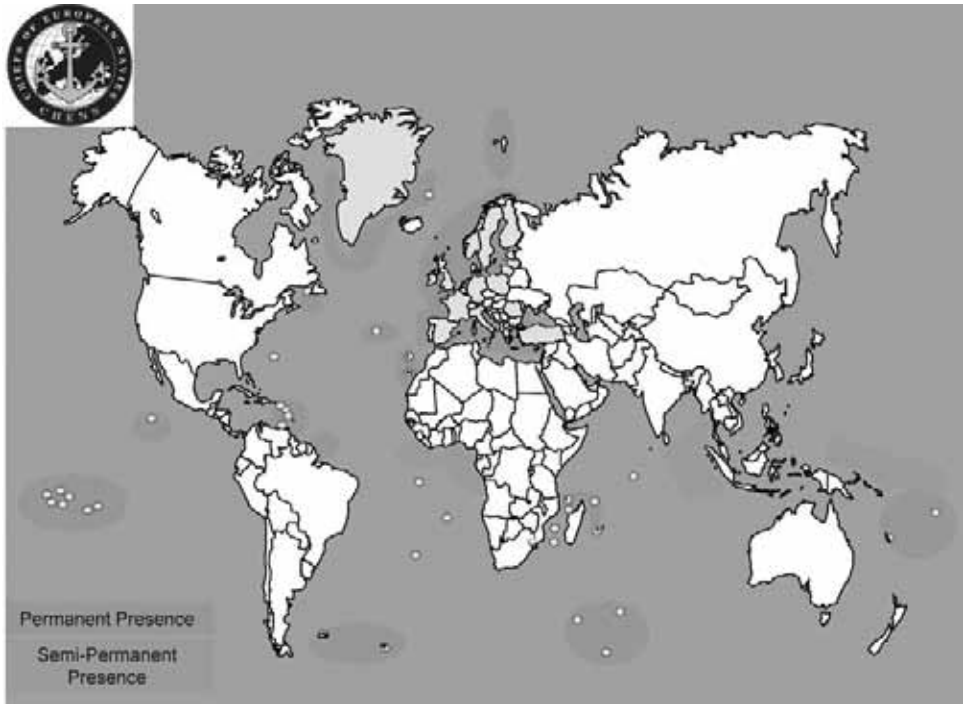 CHIEFS OF EUROPEAN NAVIES
CHENS
Permanent Presence
Semi-Permanent
Presence